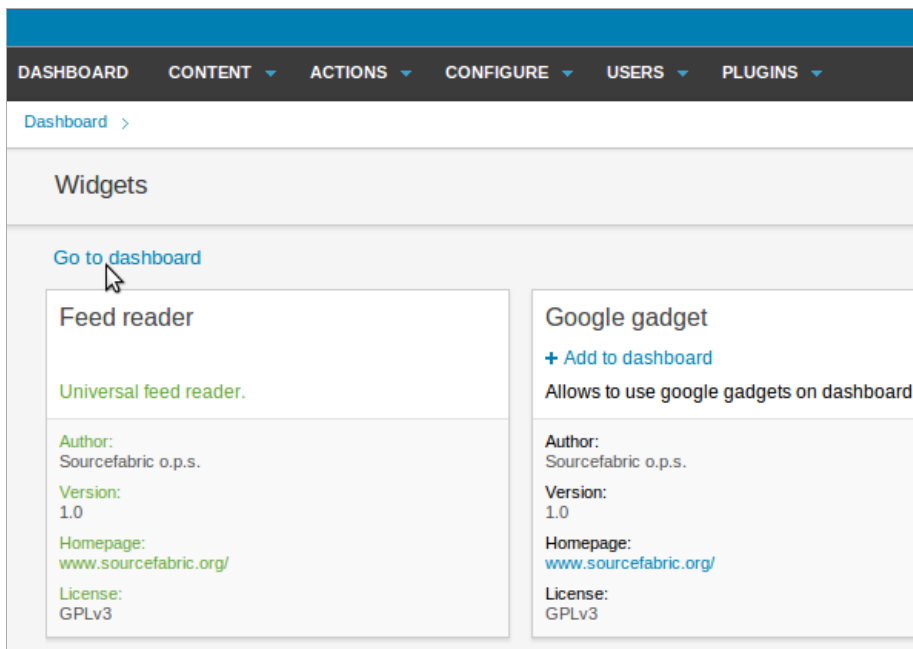 DASHBOARD CONTENT ACTIONS CONFIGURE USERS PLUGINS
Dashboard >
Widgets
Go to dashboard
Feed reader
Universal feed reader.
Author:
Sourcefabric o.p.s.
Version:
1.0
Homepage:
www.sourcefabric.org/
License:
GPLv3
Google gadget
+ Add to dashboard
Allows to use google gadgets on dashboard
Author:
Sourcefabric o.p.s.
Version:
1.0
Homepage:
www.sourcefabric.org/
License:
GPLv3